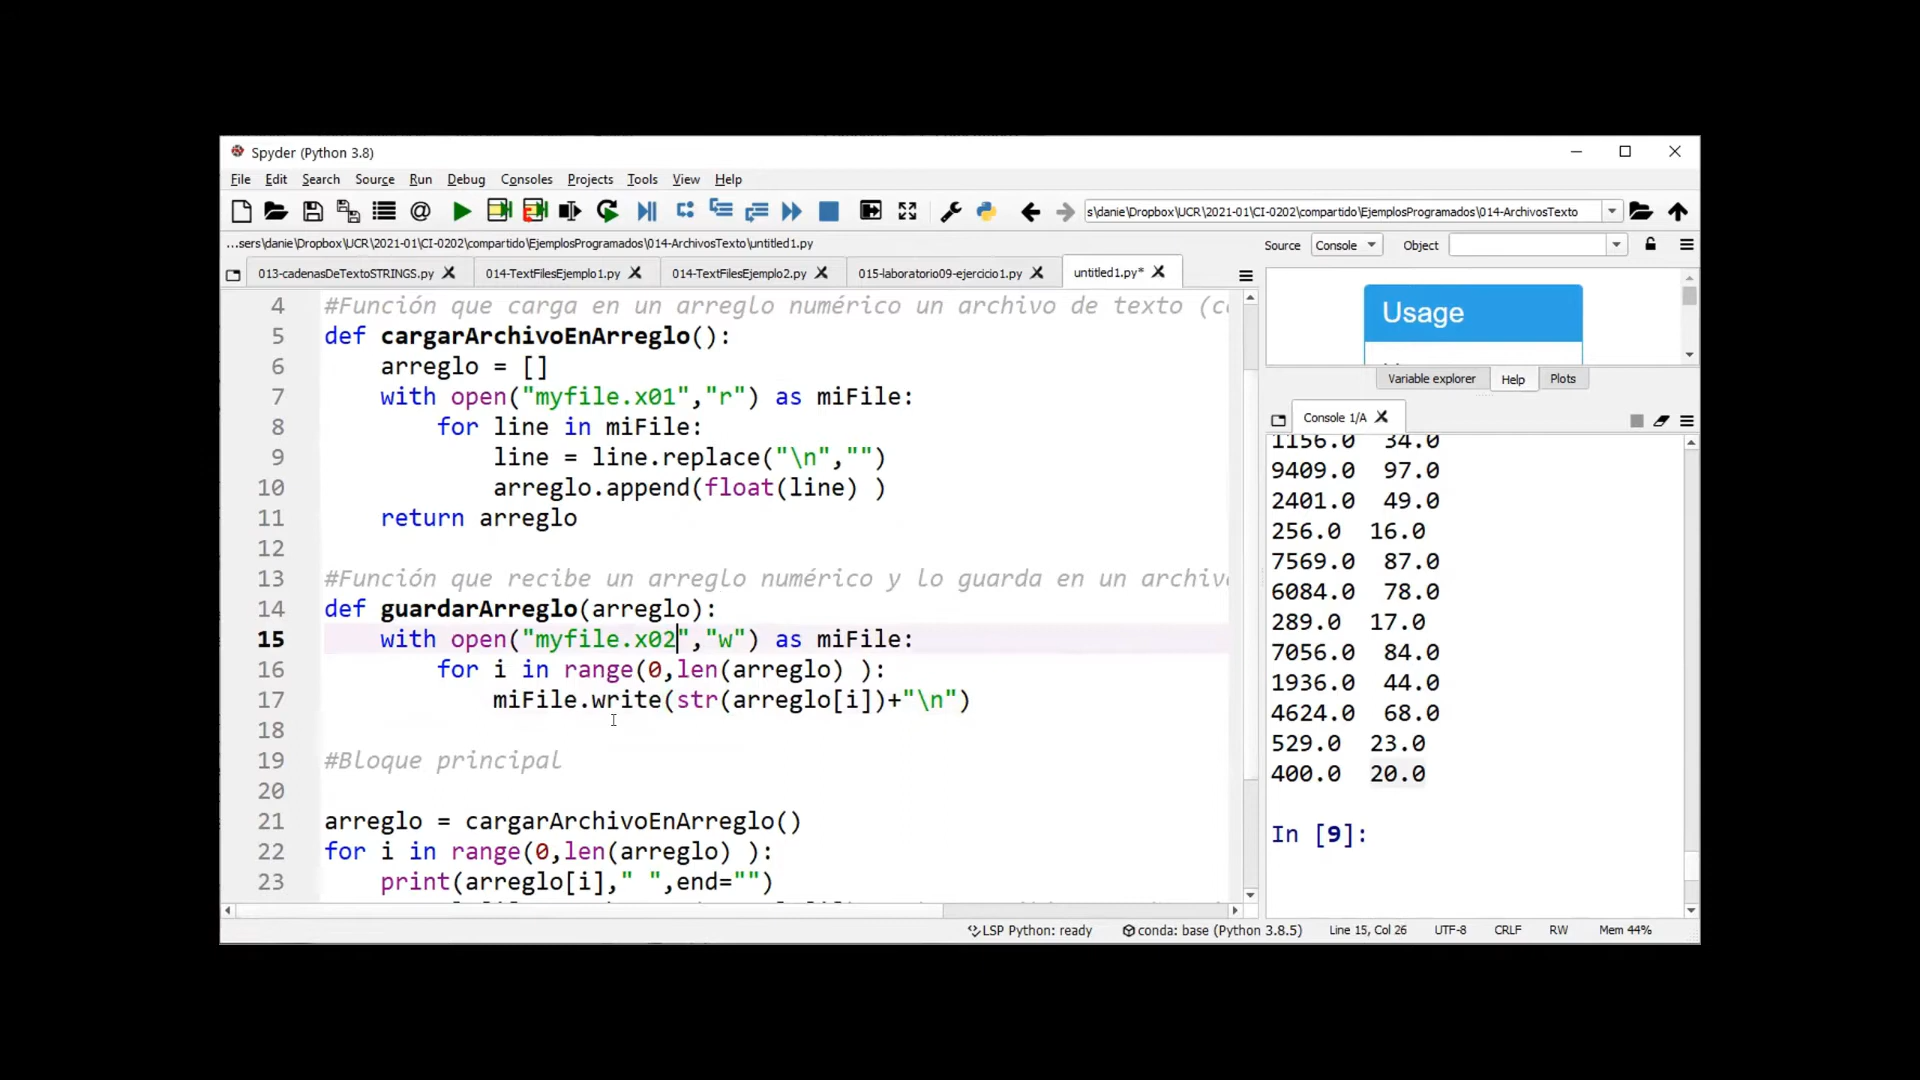 Spyder (Python 3.8)
File Edit Search Source Run Debug Consoles Projects Tools View Help
s\danie\Dropbox\UCR\2021-01\CI-0202\compartido\EjemplosProgramados\014-ArchivosTexto
...sers\danie\Dropbox\UCR\2021-01\CI-0202\compartido\EjemplosProgramados\014-ArchivosTexto\untitled1.py
Source Console Object
013-cadenasDeTextoSTRINGS.py 014-TextFilesEjemplo1.py 014-TextFilesEjemplo2.py 015-laboratorio09-ejercicio1.py untitled1.py*
4 #Función que carga en un arreglo numérico un archivo de texto (c
5 def cargarArchivoEnArreglo():
6 arreglo = []
7 with open("myfile.x01","r") as miFile:
8 for line in miFile:
9 line = line.replace("\n","")
10 arreglo.append(float(line) )
11 return arreglo
12
13 #Función que recibe un arreglo numérico y lo guarda en un archiv
14 def guardarArreglo(arreglo):
15 with open("myfile.x02","w") as miFile:
16 for i in range(0,len(arreglo) ):
17 miFile.write(str(arreglo[i])+"\n")
18
19 #Bloque principal
20
21 arreglo = cargarArchivoEnArreglo()
22 for i in range(0,len(arreglo) ):
23 print(arreglo[i]," ",end="")
Usage
Variable explorer Help Plots
Console 1/A
1156.0 34.0
9409.0 97.0
2401.0 49.0
256.0 16.0
7569.0 87.0
6084.0 78.0
289.0 17.0
7056.0 84.0
1936.0 44.0
4624.0 68.0
529.0 23.0
400.0 20.0
In [9]:
LSP Python: ready conda: base (Python 3.8.5) Line 15, Col 26 UTF-8 CRLF RW Mem 44%